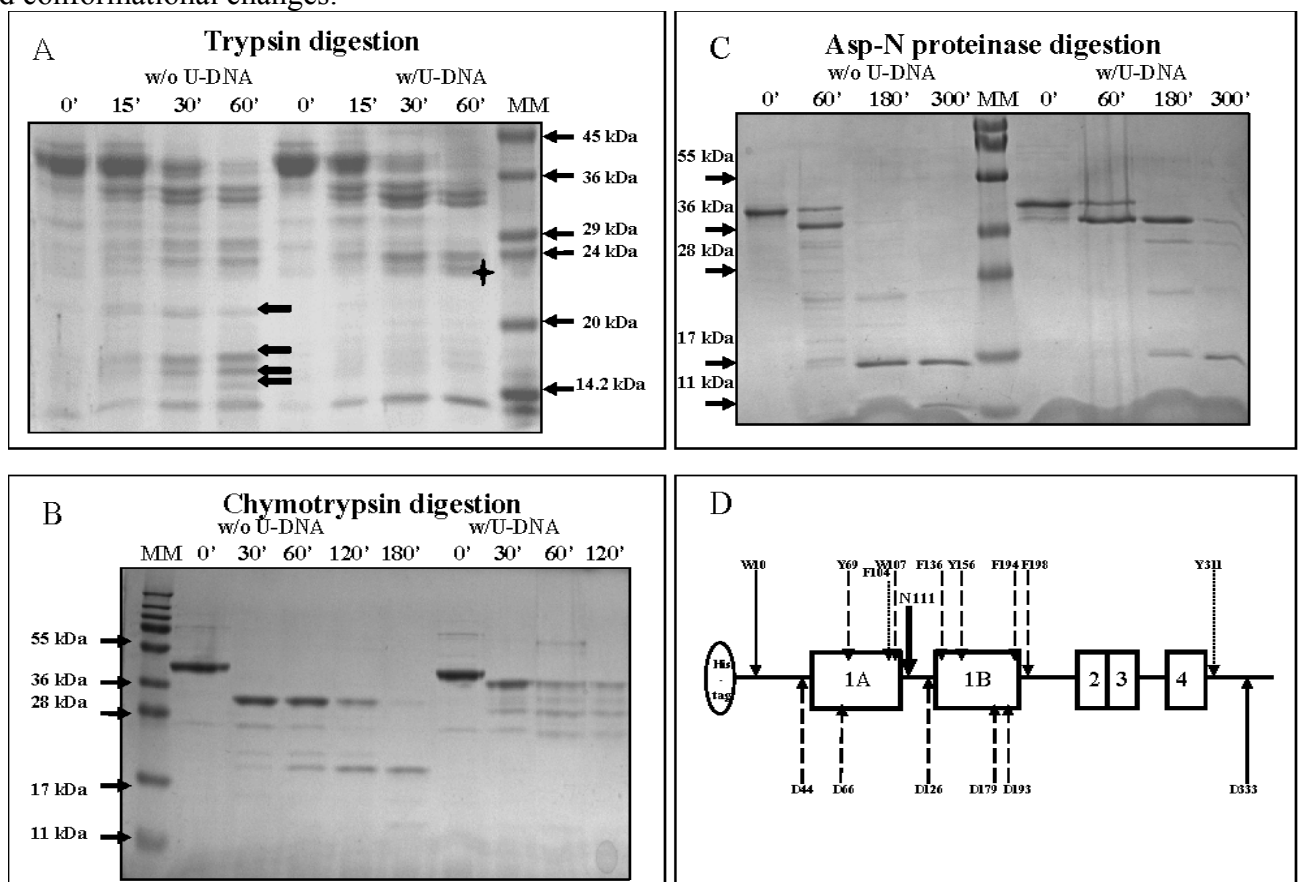 d conformational changes.
A
Trypsin digestion
w/o U-DNA w/U-DNA
0' 15' 30' 60' 0' 15' 30' 60' MM
45 kDa
36 kDa
29 kDa
24 kDa
20 kDa
14.2 kDa
C
Asp-N proteinase digestion
w/o U-DNA w/U-DNA
0' 60' 180' 300' MM 0' 60' 180' 300'
55 kDa
36 kDa
28 kDa
17 kDa
11 kDa
B
Chymotrypsin digestion
w/o U-DNA w/U-DNA
MM 0' 30' 60' 120' 180' 0' 30' 60' 120'
55 kDa
36 kDa
28 kDa
17 kDa
11 kDa
D
W10 Y69 F104 W107 F136 Y156 F194 F198 Y311
N111
His-tag 1A 1B 2 3 4
D44 D66 D126 D179 D193 D333